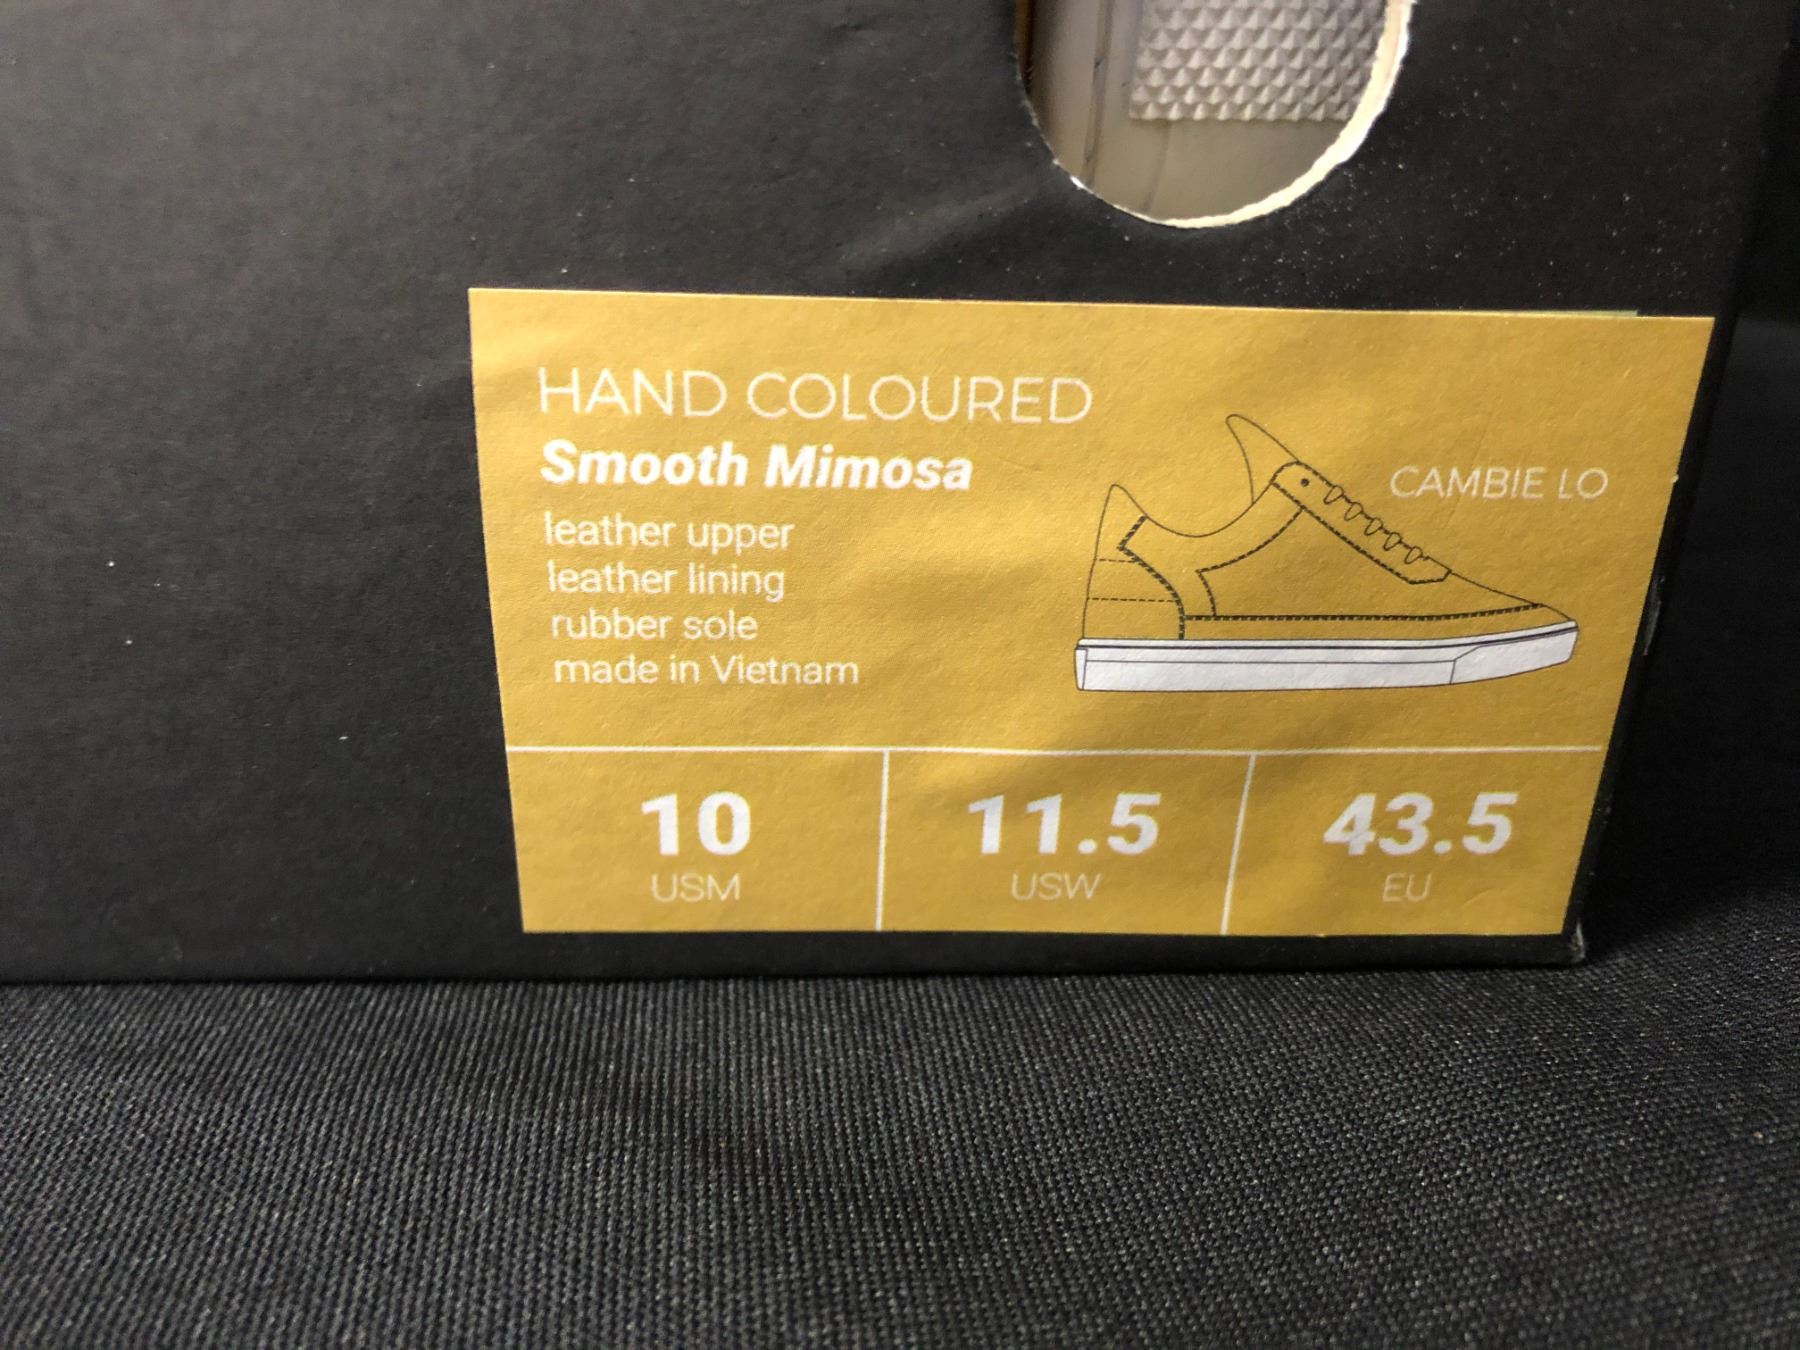 HAND COLOURED
Smooth Mimosa
leather upper
leather lining
rubber sole
made in Vietnam
CAMBIE LO
10
USM
11.5
USW
43.5
EU